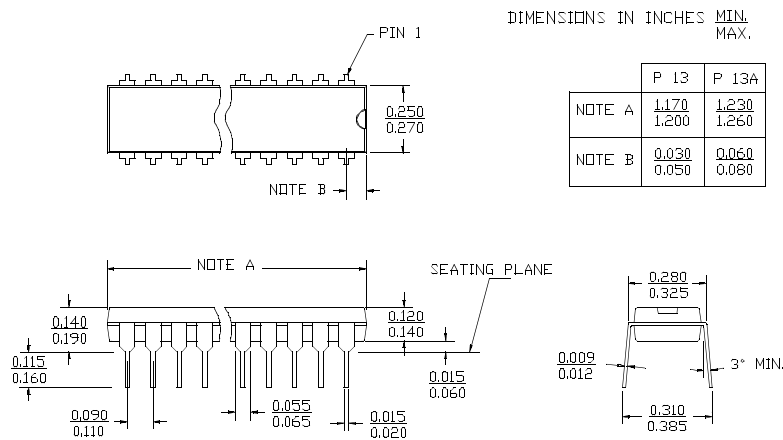 DIMENSIONS IN INCHES MIN.
MAX.
PIN 1
P 13 P 13A
NOTE A 1.170 1.230
1.200 1.260
NOTE B 0.030 0.060
0.050 0.080
0.250
0.270
NOTE B
NOTE A
SEATING PLANE
0.280
0.325
0.140
0.190
0.120
0.140
0.115
0.160
0.015
0.060
0.009
0.012
3° MIN.
0.090
0.110
0.055
0.065
0.015
0.020
0.310
0.385